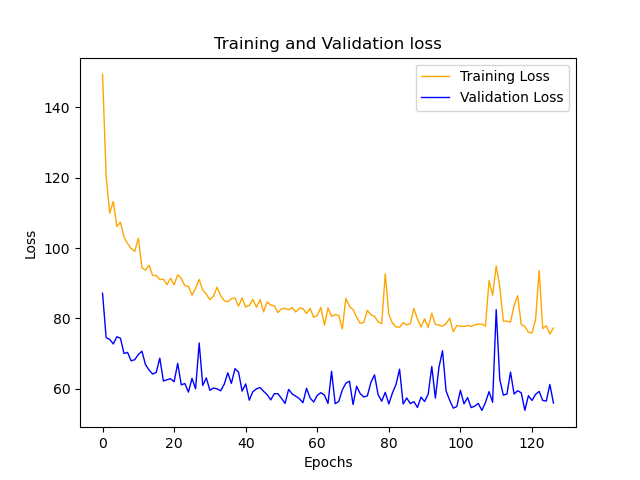 Training and Validation loss
Training Loss
Validation Loss
Loss
140
120
100
80
60
0 20 40 60 80 100 120
Epochs